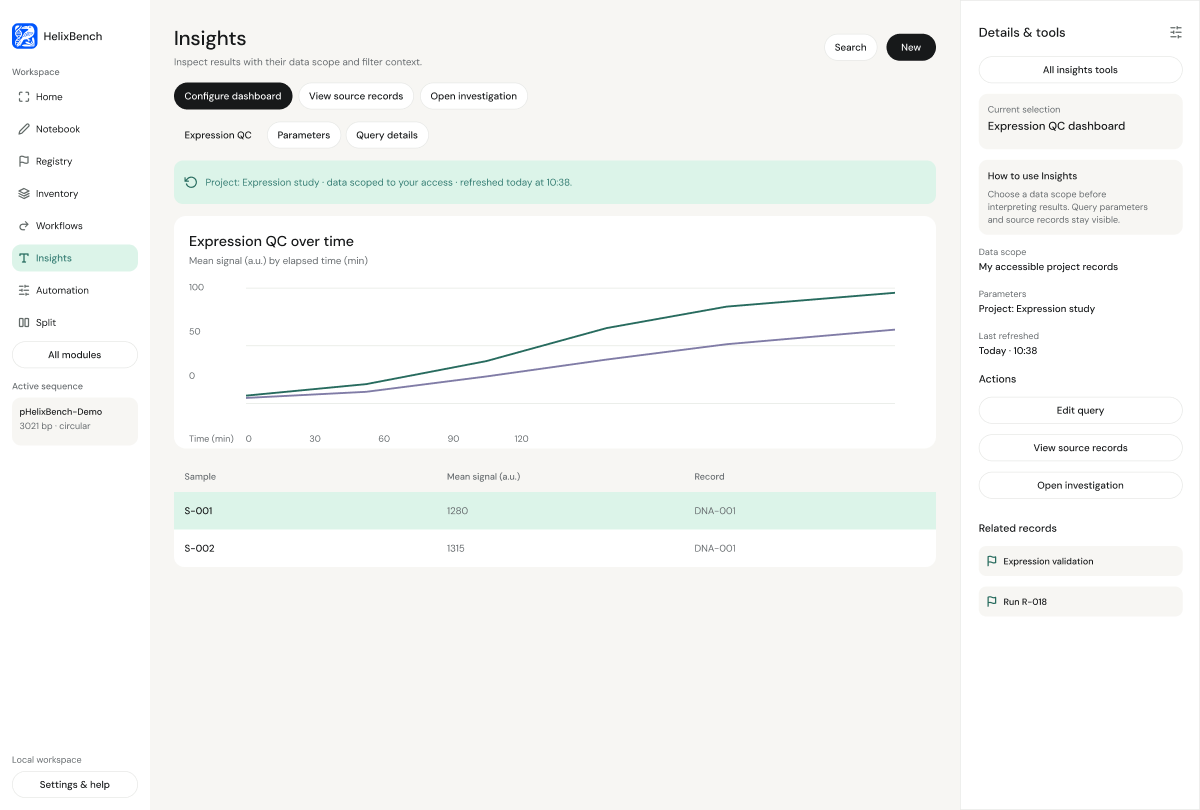 HelixBench
Workspace
Home
Notebook
Registry
Inventory
Workflows
Insights
Automation
Split
All modules
Active sequence
pHelixBench-Demo
3021 bp · circular
Local workspace
Settings & help
Insights
Inspect results with their data scope and filter context.
Search
New
Configure dashboard
View source records
Open investigation
Expression QC
Parameters
Query details
Project: Expression study · data scoped to your access · refreshed today at 10:38.
Expression QC over time
Mean signal (a.u.) by elapsed time (min)
100
50
0
Time (min) 0 30 60 90 120
Sample Mean signal (a.u.) Record
S-001 1280 DNA-001
S-002 1315 DNA-001
Details & tools
All insights tools
Current selection
Expression QC dashboard
How to use Insights
Choose a data scope before
interpreting results. Query parameters
and source records stay visible.
Data scope
My accessible project records
Parameters
Project: Expression study
Last refreshed
Today · 10:38
Actions
Edit query
View source records
Open investigation
Related records
Expression validation
Run R-018